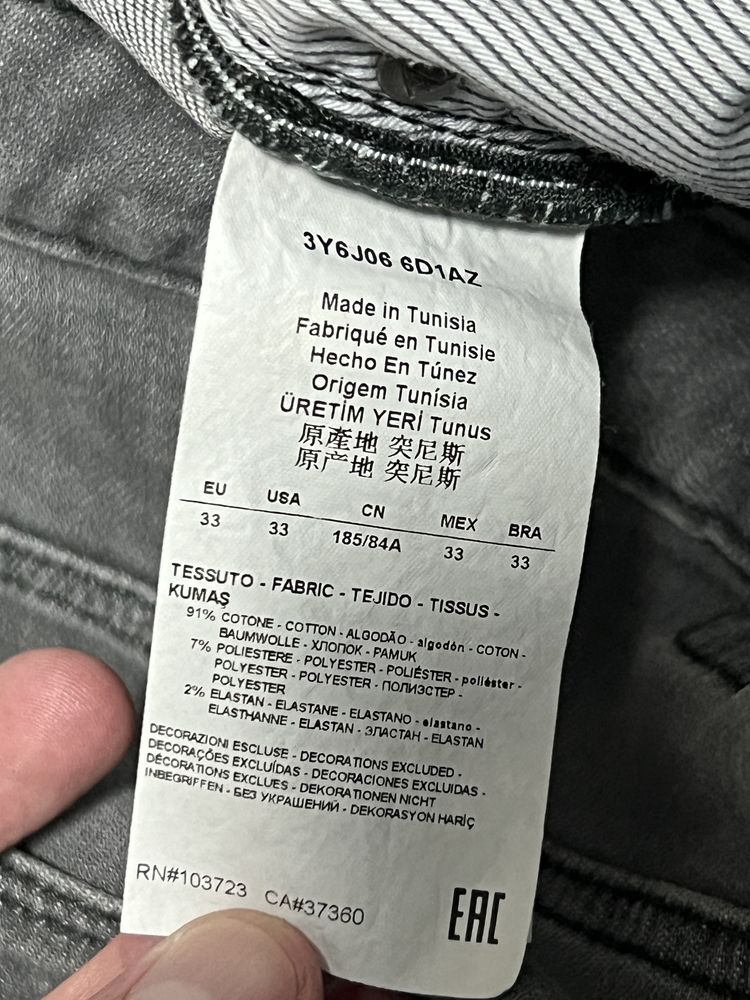 3Y6J06 6D1AZ
Made in Tunisia
Fabriqué en Tunisie
Hecho En Túnez
Origem Tunísia
ÜRETİM YERİ Tunus
原產地 突尼斯
原产地 突尼斯
EU USA CN MEX BRA
33 33 185/84A 33 33
TESSUTO - FABRIC - TEJIDO - TISSUS -
KUMAŞ
91% COTONE - COTTON - ALGODÃO - algodón - COTON -
BAUMWOLLE - ХЛОПОК - PAMUK
7% POLIESTERE - POLYESTER - POLIÉSTER - poliéster -
POLYESTER - POLYESTER - ПОЛИЭСТЕР -
POLYESTER
2% ELASTAN - ELASTANE - ELASTANO - elastano -
ELASTHANNE - ELASTAN - ЭЛАСТАН - ELASTAN
DECORAZIONI ESCLUSE - DECORATIONS EXCLUDED -
DECORAÇÕES EXCLUÍDAS - DECORACIONES EXCLUIDAS -
DÉCORATIONS EXCLUES - DEKORATIONEN NICHT
INBEGRIFFEN - БЕЗ УКРАШЕНИЙ - DEKORASYON HARİÇ
RN#103723 CA#37360
EAC